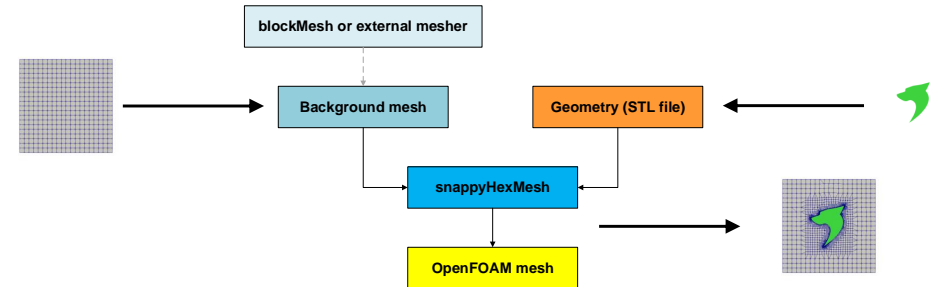 blockMesh or external mesher
Background mesh
Geometry (STL file)
snappyHexMesh
OpenFOAM mesh